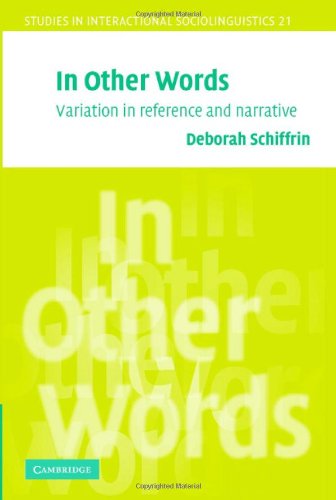 STUDIES IN INTERACTIONAL SOCIOLINGUISTICS 21
In Other Words
Variation in reference and narrative
Deborah Schiffrin
In
Other
Words
CAMBRIDGE